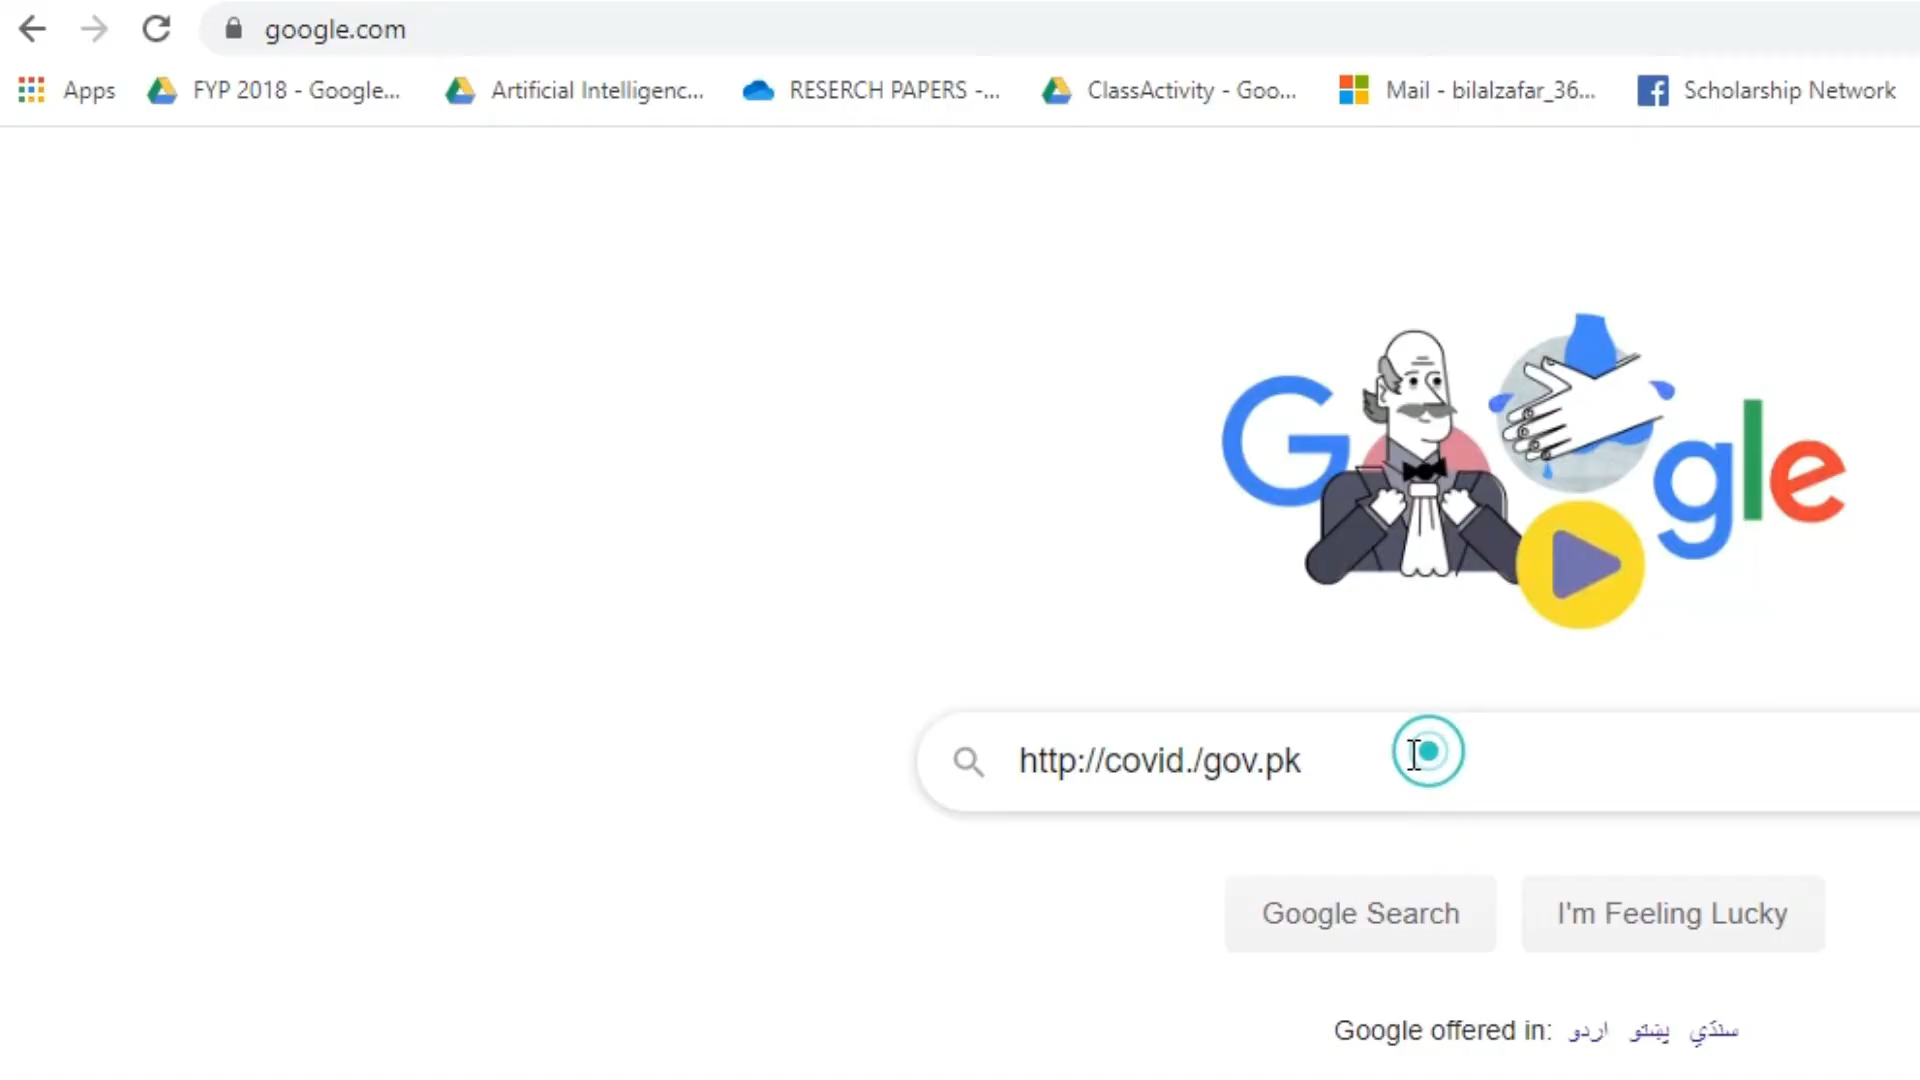 google.com
Apps FYP 2018 - Google... Artificial Intelligenc... RESERCH PAPERS -... ClassActivity - Goo... Mail - bilalzafar_36... Scholarship Network
Google
http://covid./gov.pk
Google Search I'm Feeling Lucky
Google offered in: اردو پښتو سنڌي